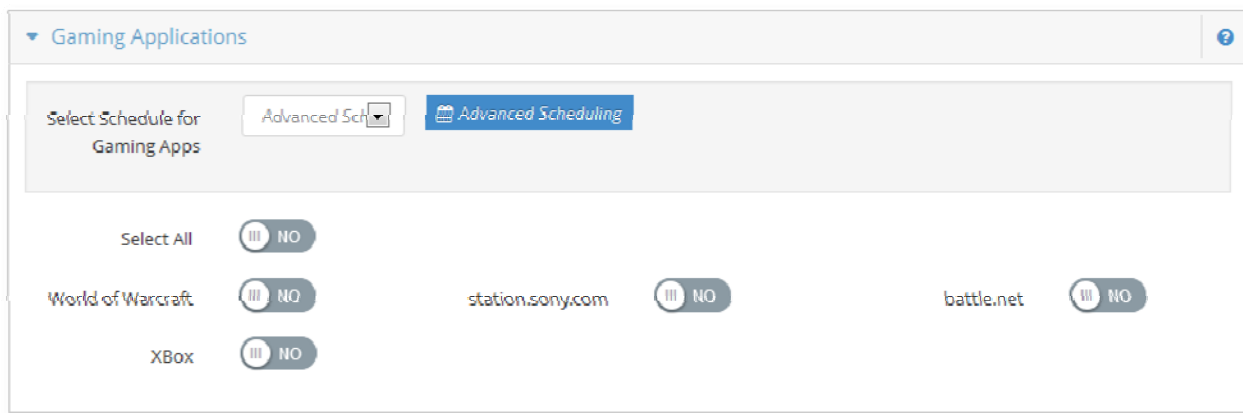 Gaming Applications
Select Schedule for
Gaming Apps
Advanced Sch
Advanced Scheduling
Select All NO
World of Warcraft NO station.sony.com NO battle.net NO
XBox NO